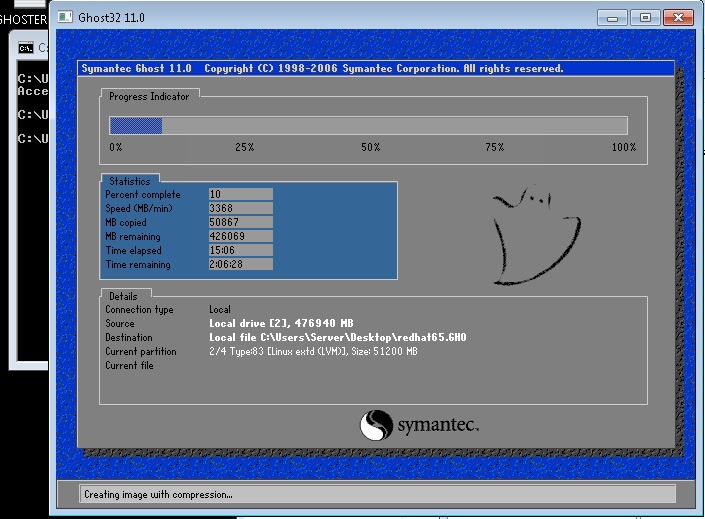 GHOSTER
Ghost32 11.0
C:\.
C:
C:\U
Acce
C:\U
C:\U
Symantec Ghost 11.0 Copyright (C) 1998-2006 Symantec Corporation. All rights reserved.
Progress Indicator
0% 25% 50% 75% 100%
Statistics
Percent complete 10
Speed (MB/min) 3368
MB copied 50867
MB remaining 426069
Time elapsed 15:06
Time remaining 2:06:28
Details
Connection type Local
Source Local drive [2], 476940 MB
Destination Local file C:\Users\Server\Desktop\redhat65.GHO
Current partition 2/4 Type:83 [Linux extd (LVM)], Size: 51200 MB
Current file
symantec.
Creating image with compression...